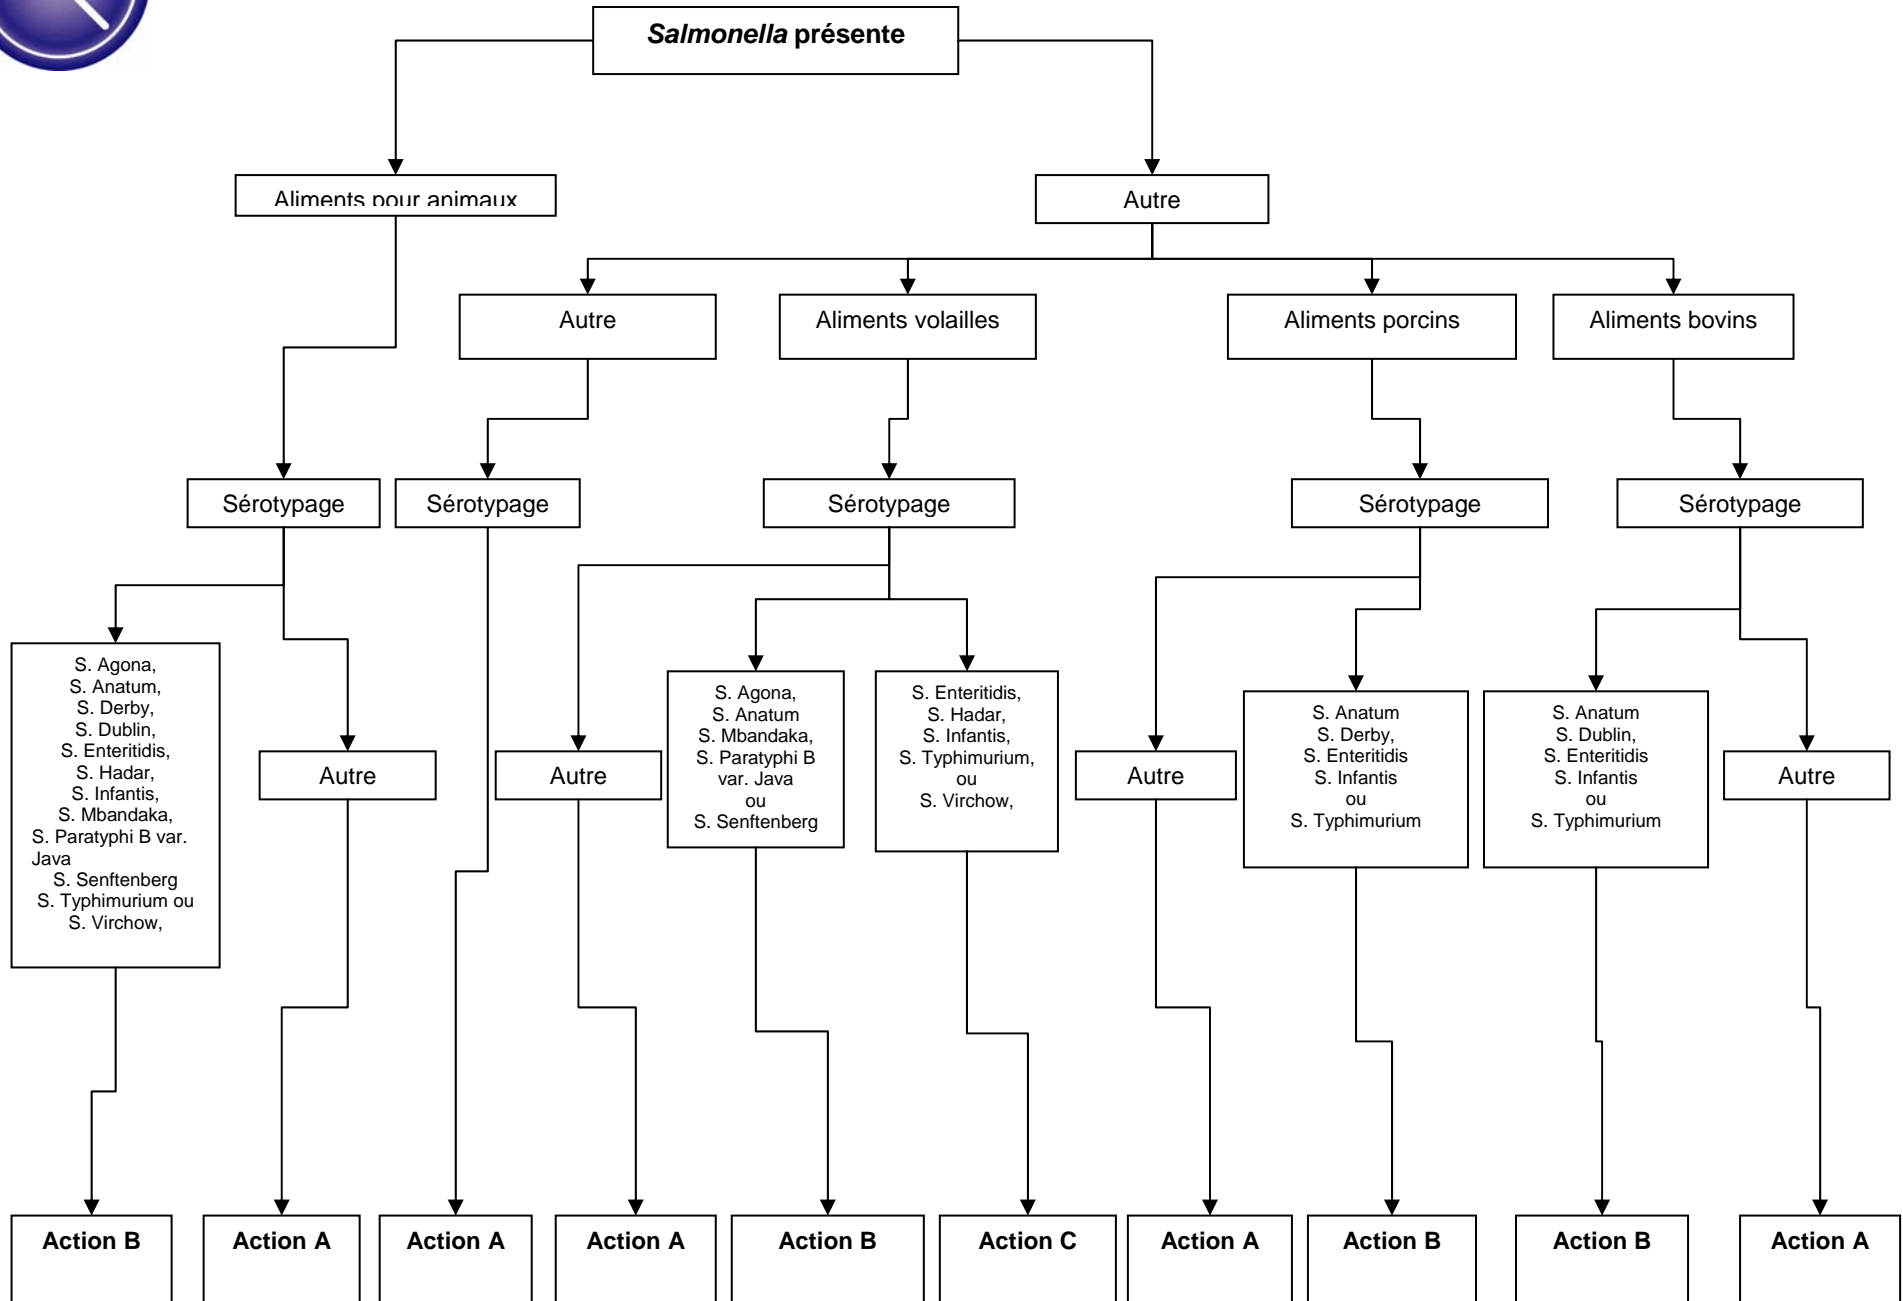 Salmonella présente
Aliments pour animaux
Autre
Autre
Aliments volailles
Aliments porcins
Aliments bovins
Sérotypage
Sérotypage
Sérotypage
Sérotypage
Sérotypage
S. Agona,
S. Anatum,
S. Derby,
S. Dublin,
S. Enteritidis,
S. Hadar,
S. Infantis,
S. Mbandaka,
S. Paratyphi B var.
Java
S. Senftenberg
S. Typhimurium ou
S. Virchow,
Autre
Autre
S. Agona,
S. Anatum
S. Mbandaka,
S. Paratyphi B
var. Java
ou
S. Senftenberg
S. Enteritidis,
S. Hadar,
S. Infantis,
S. Typhimurium,
ou
S. Virchow,
Autre
S. Anatum
S. Derby,
S. Enteritidis
S. Infantis
ou
S. Typhimurium
S. Anatum
S. Dublin,
S. Enteritidis
S. Infantis
ou
S. Typhimurium
Autre
Action B
Action A
Action A
Action A
Action B
Action C
Action A
Action B
Action B
Action A